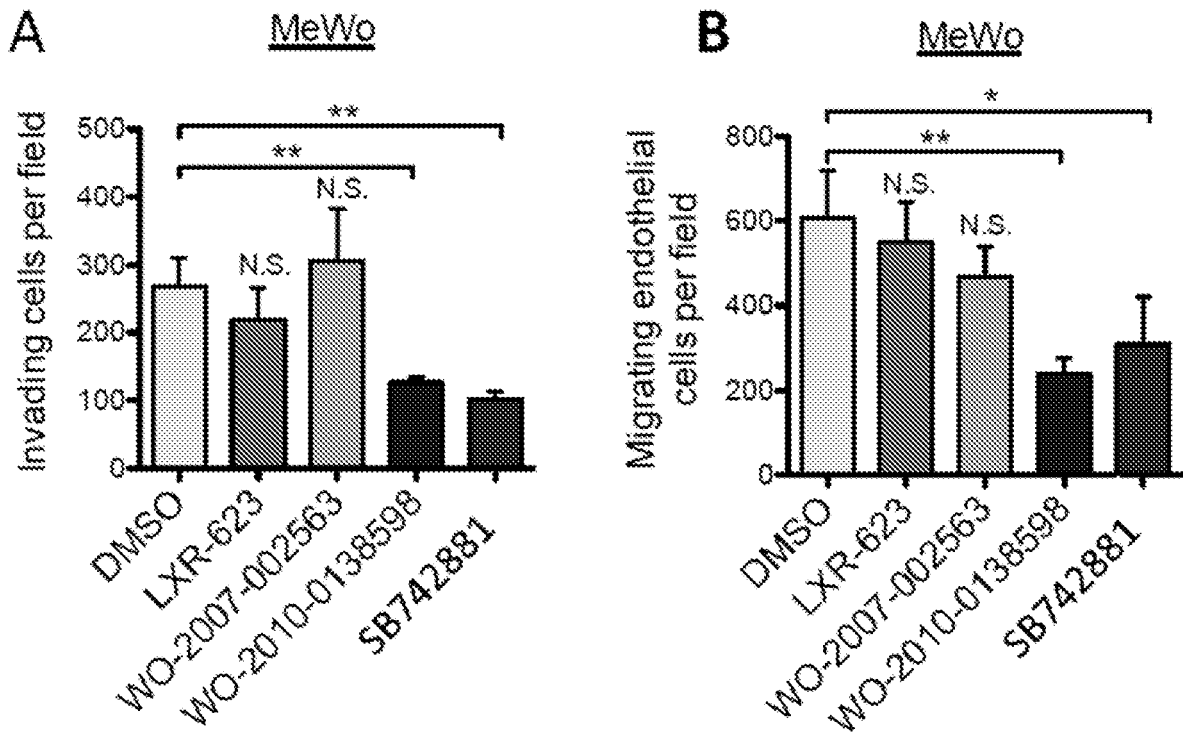 A
MeWo
Invading cells per field
500
400
300
200
100
0
**
**
N.S.
N.S.
DMSO
LXR-623
WO-2007-002563
WO-2010-0138598
SB742881
B
MeWo
Migrating endothelial
cells per field
800
600
400
200
0
*
**
N.S.
N.S.
DMSO
LXR-623
WO-2007-002563
WO-2010-0138598
SB742881